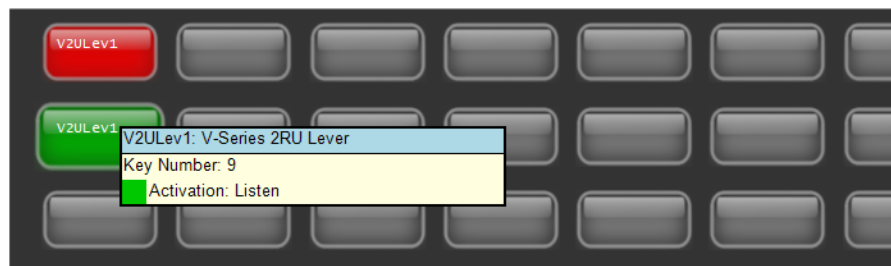 V2ULev1
V2ULev1
V2ULev1: V-Series 2RU Lever
Key Number: 9
Activation: Listen